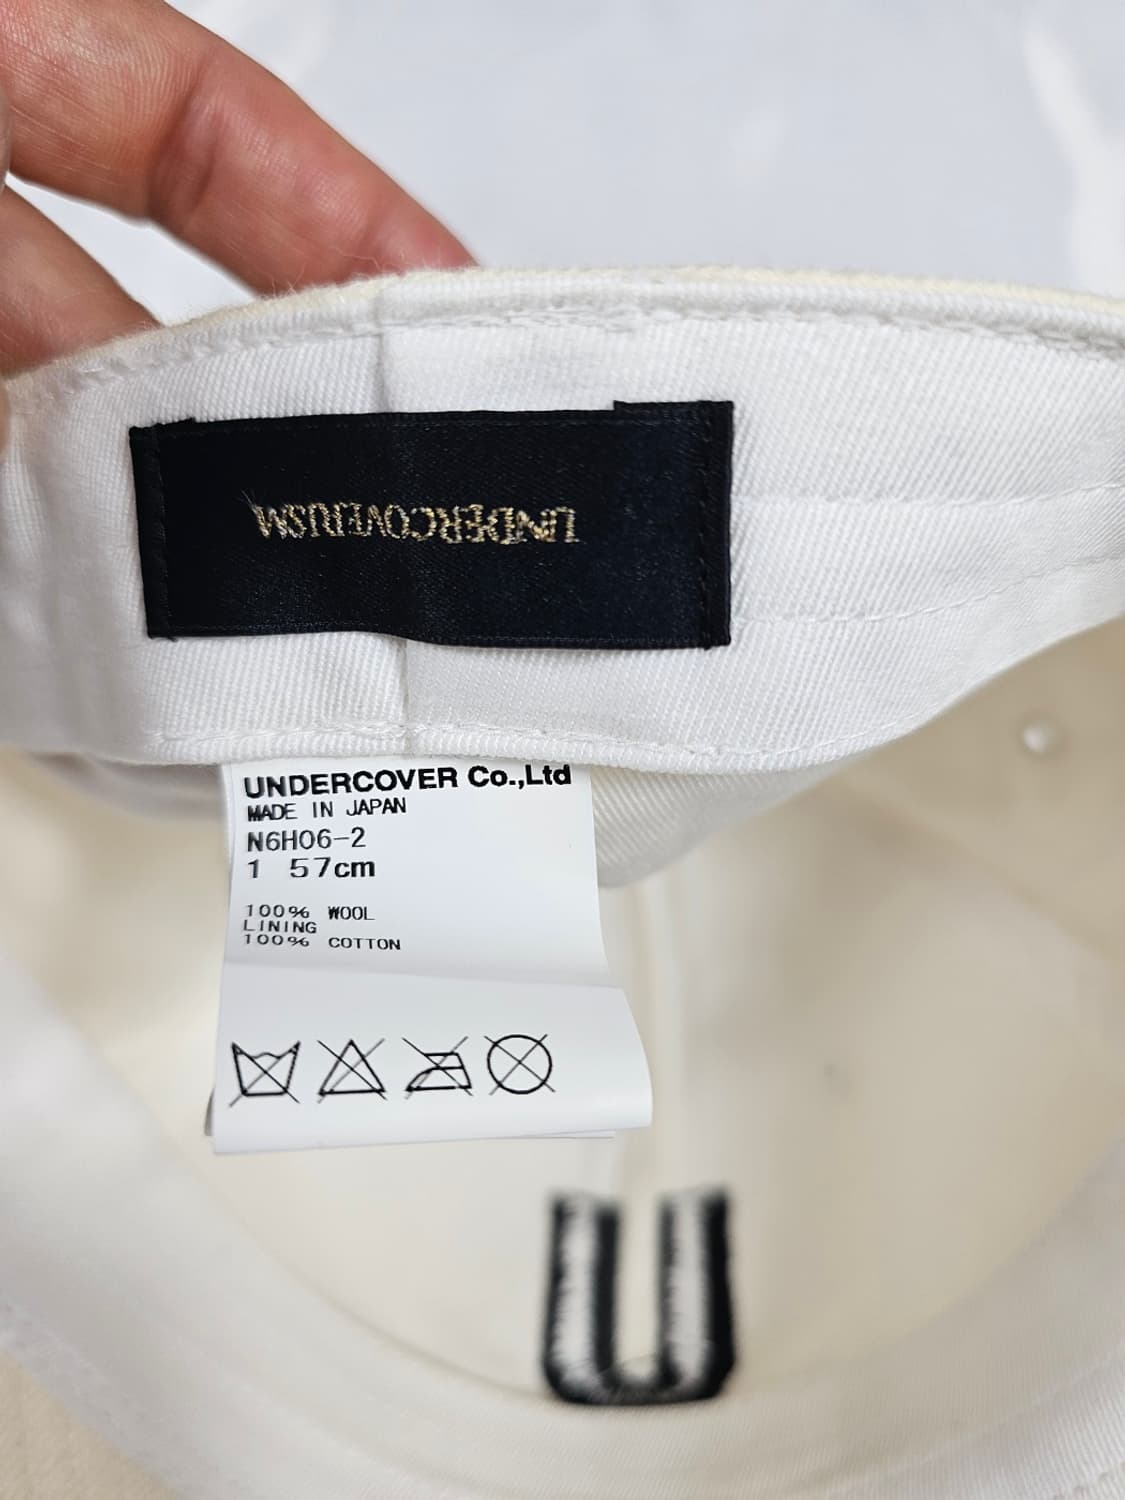 UNDERCOVERISM
UNDERCOVER Co.,Ltd
MADE IN JAPAN
N6H06-2
1 57cm
100% WOOL
LINING
100% COTTON
U